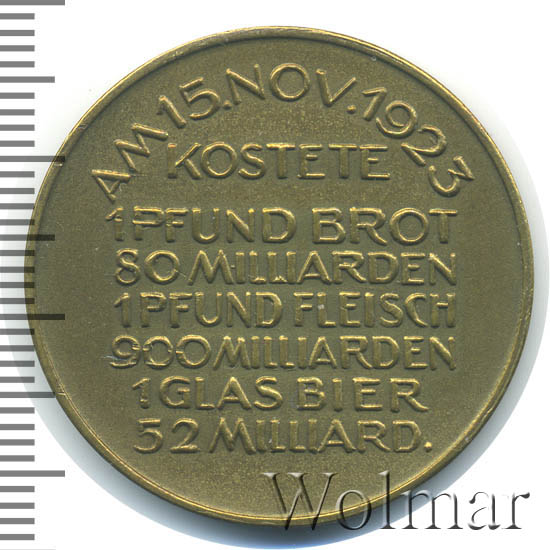 AM 15. NOV. 1923
KOSTETE
1 PFUND BROT
80 MILLIARDEN
1 PFUND FLEISCH
900 MILLIARDEN
1 GLAS BIER
52 MILLIARD.
Wolmar